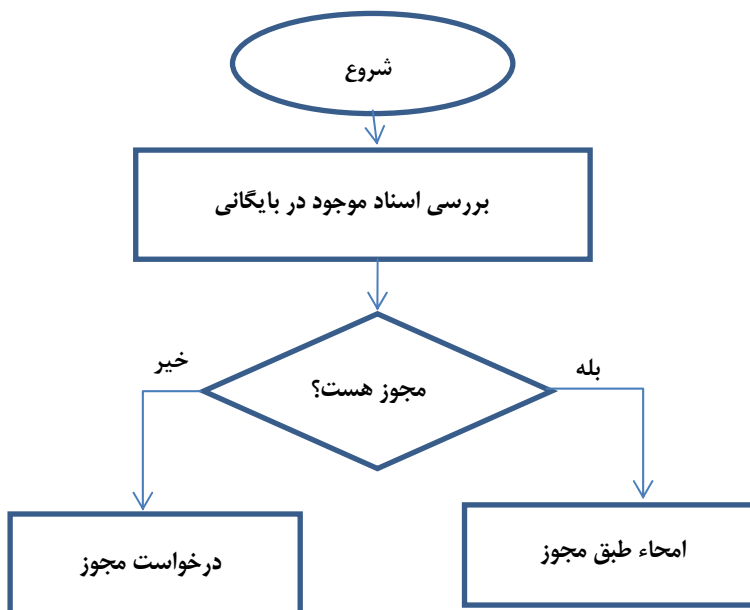 شروع
بررسی اسناد موجود در بایگانی
مجوز هست؟
خیر
بله
درخواست مجوز
امحاء طبق مجوز